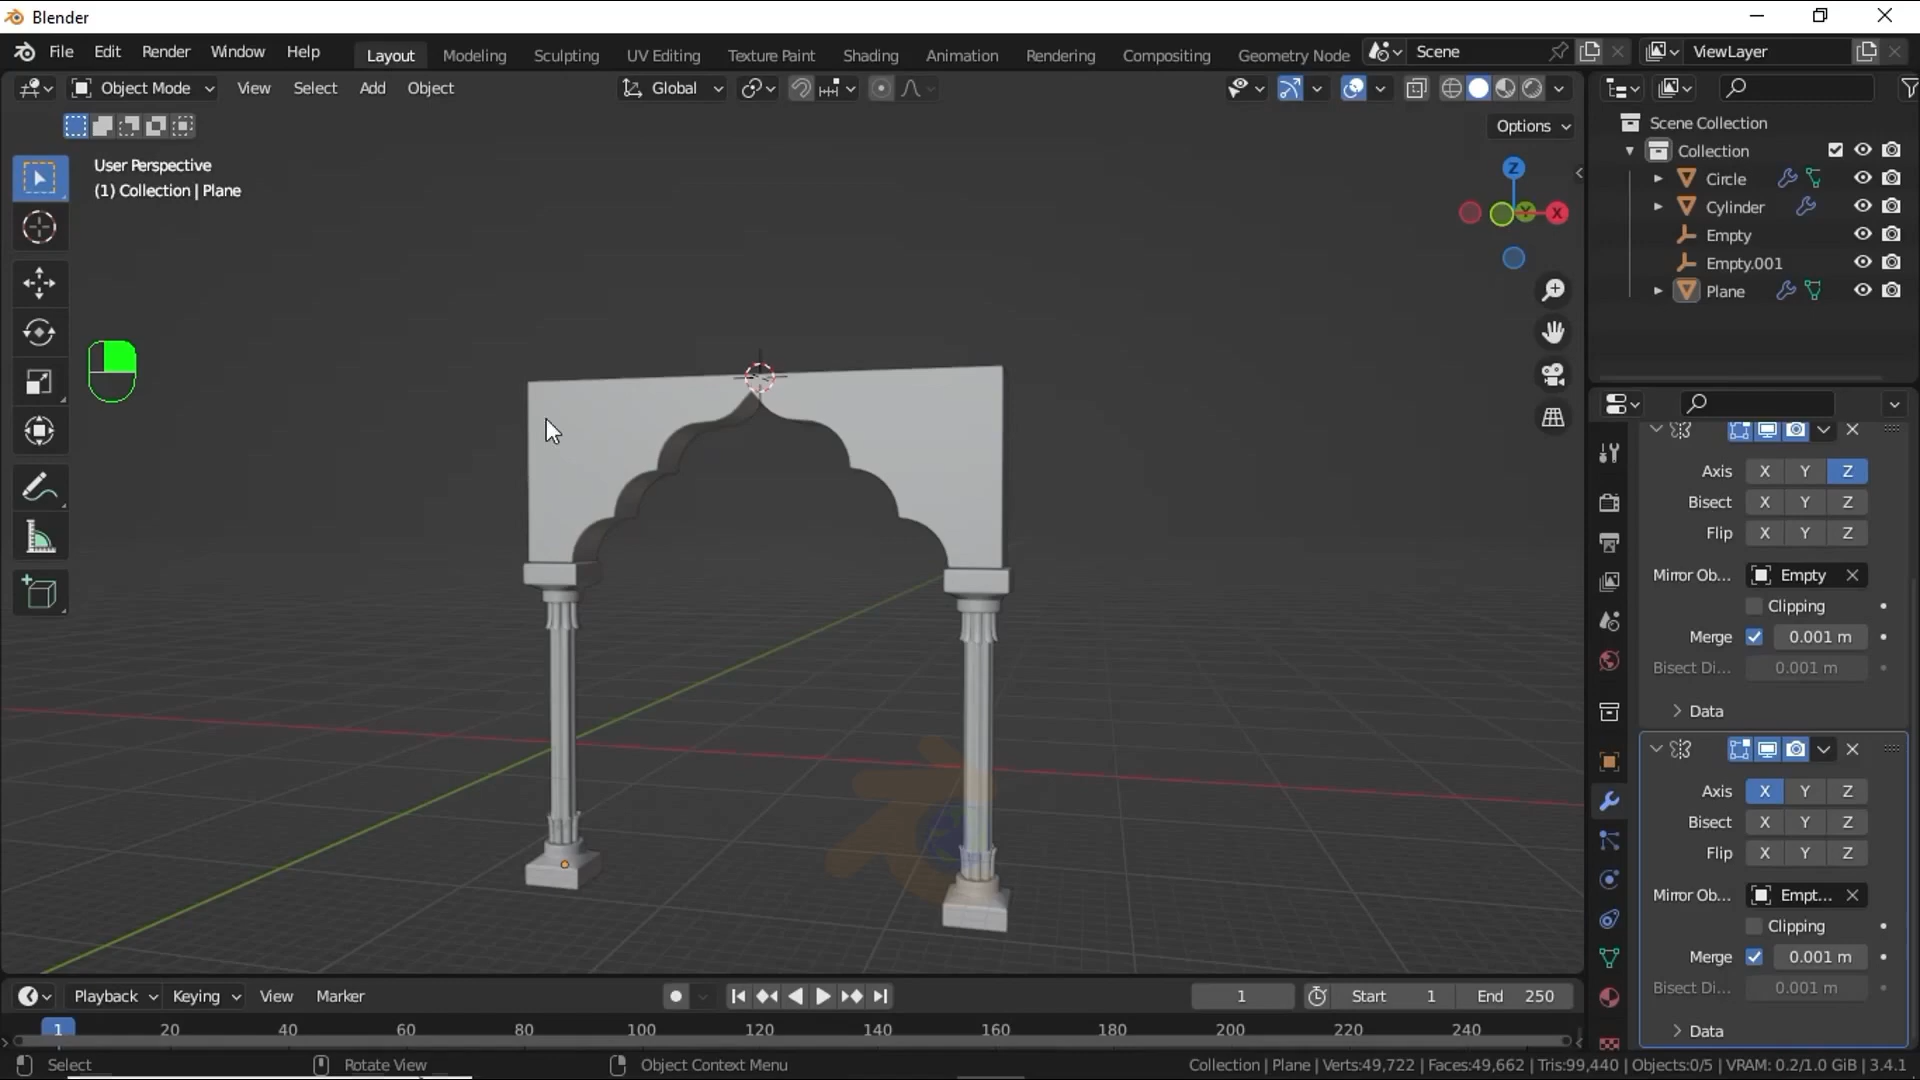 Blender
File Edit Render Window Help Layout Modeling Sculpting UV Editing Texture Paint Shading Animation Rendering Compositing Geometry Node Scene ViewLayer
Object Mode View Select Add Object Global
Options
User Perspective
(1) Collection | Plane
Z
Y
X
Scene Collection
Collection
Circle
Cylinder
Empty
Empty.001
Plane
Axis X Y Z
Bisect X Y Z
Flip X Y Z
Mirror Ob... Empty
Clipping
Merge 0.001 m
Bisect Di... 0.001 m
Data
Axis X Y Z
Bisect X Y Z
Flip X Y Z
Mirror Ob... Empt...
Clipping
Merge 0.001 m
Bisect Di... 0.001 m
Data
Playback Keying View Marker 1 Start 1 End 250
1 20 40 60 80 100 120 140 160 180 200 220 240
Select Rotate View Object Context Menu Collection | Plane | Verts:49,722 | Faces:49,662 | Tris:99,440 | Objects:0/5 | VRAM: 0.2/1.0 GiB | 3.4.1